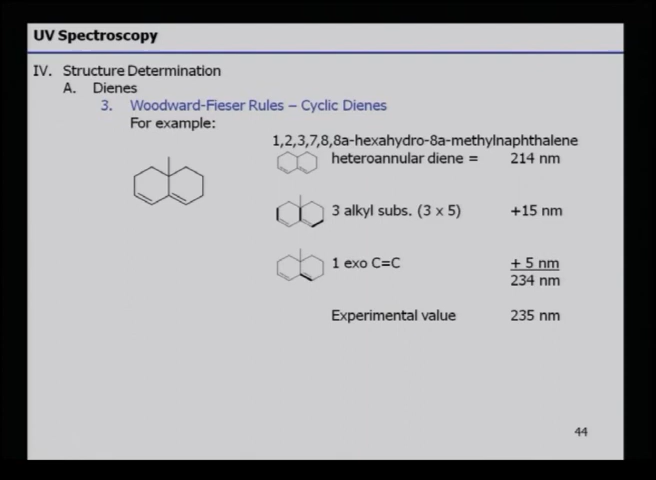 UV Spectroscopy
IV. Structure Determination
A. Dienes
3. Woodward-Fieser Rules – Cyclic Dienes
For example:
1,2,3,7,8,8a-hexahydro-8a-methylnaphthalene
heteroannular diene = 214 nm
3 alkyl subs. (3 x 5) +15 nm
1 exo C=C + 5 nm
234 nm
Experimental value 235 nm
44